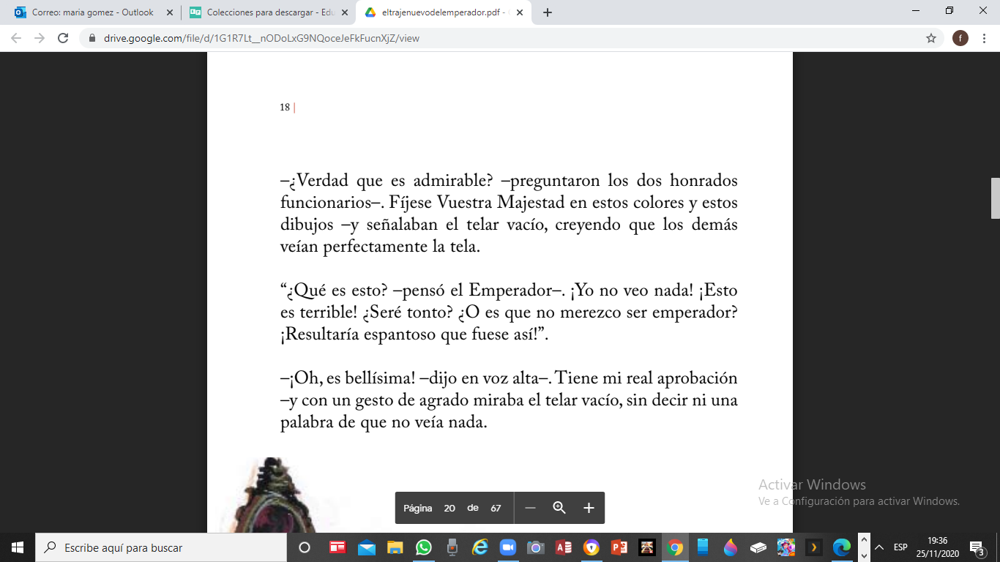 Correo: maria gomez - Outlook
Colecciones para descargar - Edu
eltrajenuevodelemperador.pdf - 
drive.google.com/file/d/1G1R7Lt__nODoLxG9NQoceJeFkFucnXjZ/view
f
18 |
–¿Verdad que es admirable? –preguntaron los dos honrados
funcionarios–. Fíjese Vuestra Majestad en estos colores y estos
dibujos –y señalaban el telar vacío, creyendo que los demás
veían perfectamente la tela.
“¿Qué es esto? –pensó el Emperador–. ¡Yo no veo nada! ¡Esto
es terrible! ¿Seré tonto? ¿O es que no merezco ser emperador?
¡Resultaría espantoso que fuese así!”.
–¡Oh, es bellísima! –dijo en voz alta–. Tiene mi real aprobación
–y con un gesto de agrado miraba el telar vacío, sin decir ni una
palabra de que no veía nada.
Activar Windows
Ve a Configuración para activar Windows.
Página 20 de 67
Escribe aquí para buscar
ESP
19:36
25/11/2020
3